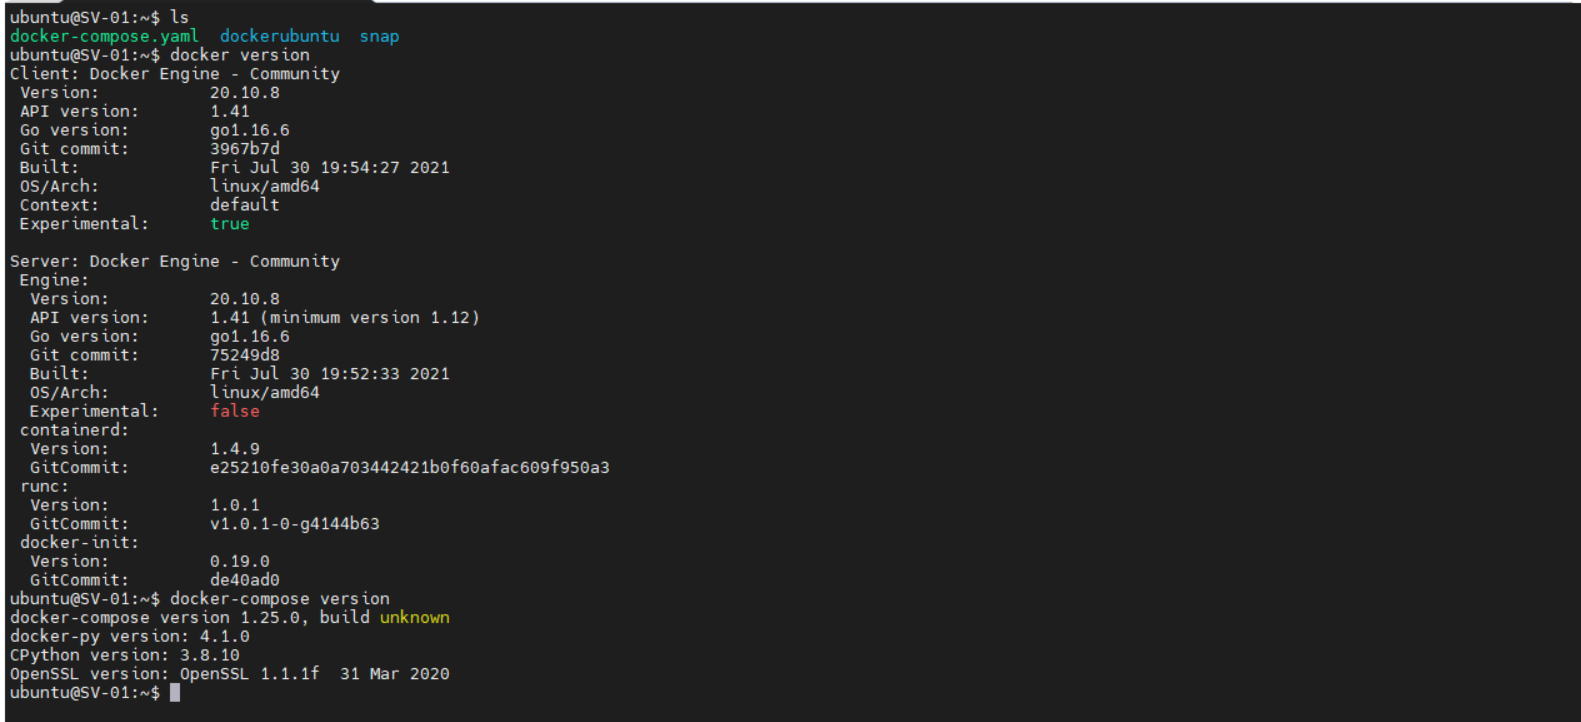 ubuntu@SV-01:~$ ls
docker-compose.yaml  dockerubuntu  snap
ubuntu@SV-01:~$ docker version
Client: Docker Engine - Community
 Version:           20.10.8
 API version:       1.41
 Go version:        go1.16.6
 Git commit:        3967b7d
 Built:             Fri Jul 30 19:54:27 2021
 OS/Arch:           linux/amd64
 Context:           default
 Experimental:      true

Server: Docker Engine - Community
 Engine:
  Version:          20.10.8
  API version:      1.41 (minimum version 1.12)
  Go version:       go1.16.6
  Git commit:       75249d8
  Built:            Fri Jul 30 19:52:33 2021
  OS/Arch:          linux/amd64
  Experimental:     false
 containerd:
  Version:          1.4.9
  GitCommit:        e25210fe30a0a703442421b0f60afac609f950a3
 runc:
  Version:          1.0.1
  GitCommit:        v1.0.1-0-g4144b63
 docker-init:
  Version:          0.19.0
  GitCommit:        de40ad0
ubuntu@SV-01:~$ docker-compose version
docker-compose version 1.25.0, build unknown
docker-py version: 4.1.0
CPython version: 3.8.10
OpenSSL version: OpenSSL 1.1.1f  31 Mar 2020
ubuntu@SV-01:~$